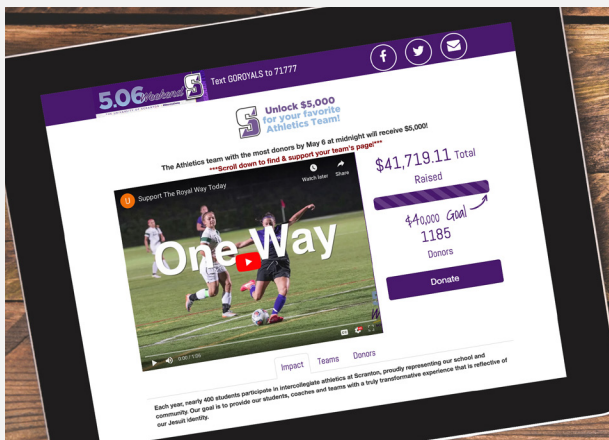 5.06 Weekend
Text GOROYALS to 71777
Unlock $5,000
for your favorite
Athletics Team!
The Athletics team with the most donors by May 6 at midnight will receive $5,000!
***Scroll down to find & support your team's page!***
U
Support The Royal Way Today
Watch later
Share
One Way
0:00 / 1:05
$41,719.11 Total
Raised
$40,000 Goal
1185
Donors
Donate
Impact
Teams
Donors
Each year, nearly 400 students participate in intercollegiate athletics at Scranton, proudly representing our school and
community. Our goal is to provide our students, coaches and teams with a truly transformative experience that is reflective of
our Jesuit identity.